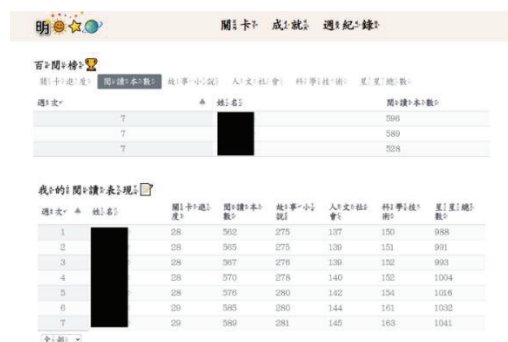 明
關卡 成就 週紀錄
百閱榜
關卡進度 閱讀本數 故事小說 人文社會 科學技術 星星總數
週次 姓名 閱讀本數
7 596
7 589
7 528
我的閱讀表現
週次 姓名 關卡進度 閱讀本數 故事小說 人文社會 科學技術 星星總數
1 28 562 275 137 150 988
2 28 565 275 139 151 991
3 28 567 276 139 152 993
4 28 570 278 140 152 1004
5 28 576 280 142 154 1016
6 29 585 280 144 161 1032
7 29 589 281 145 163 1041
全部